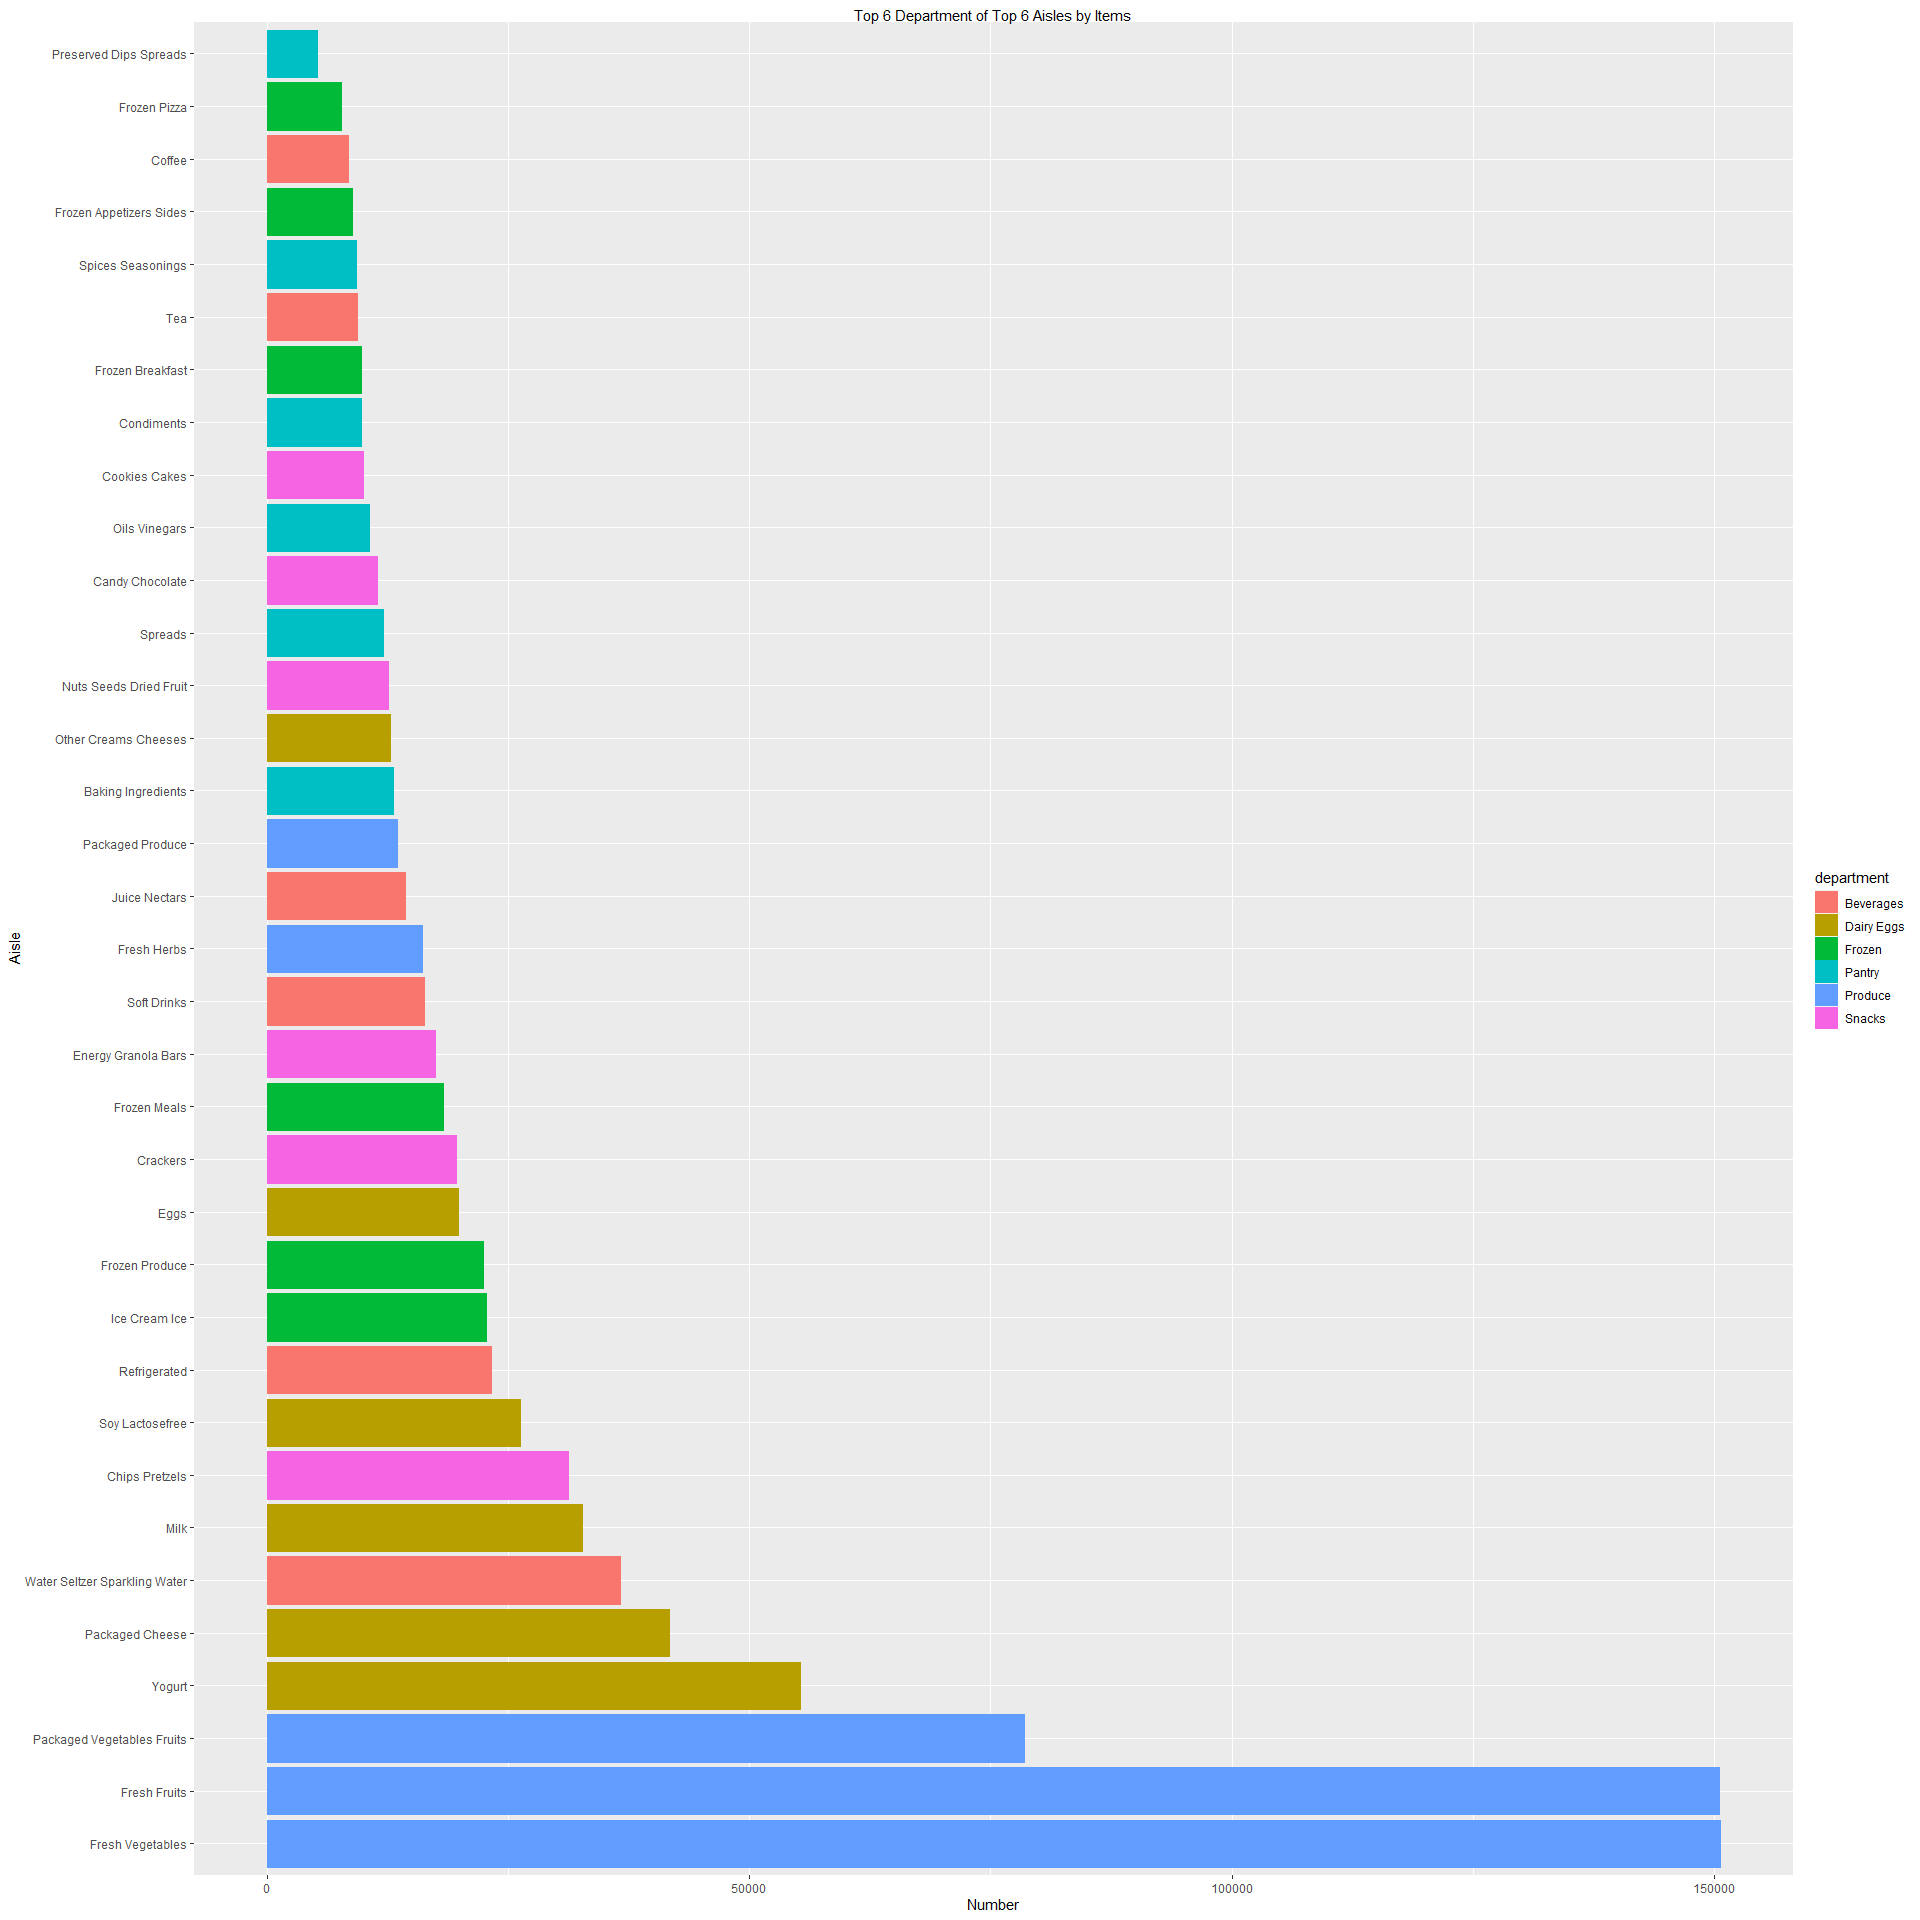 Top 6 Department of Top 6 Aisles by Items
Preserved Dips Spreads
Frozen Pizza
Coffee
Frozen Appetizers Sides
Spices Seasonings
Tea
Frozen Breakfast
Condiments
Cookies Cakes
Oils Vinegars
Candy Chocolate
Spreads
Nuts Seeds Dried Fruit
Other Creams Cheeses
Baking Ingredients
Packaged Produce
Juice Nectars
Fresh Herbs
Soft Drinks
Energy Granola Bars
Frozen Meals
Crackers
Eggs
Frozen Produce
Ice Cream Ice
Refrigerated
Soy Lactosefree
Chips Pretzels
Milk
Water Seltzer Sparkling Water
Packaged Cheese
Yogurt
Packaged Vegetables Fruits
Fresh Fruits
Fresh Vegetables
Aisle
0 50000 100000 150000
Number
department
Beverages
Dairy Eggs
Frozen
Pantry
Produce
Snacks